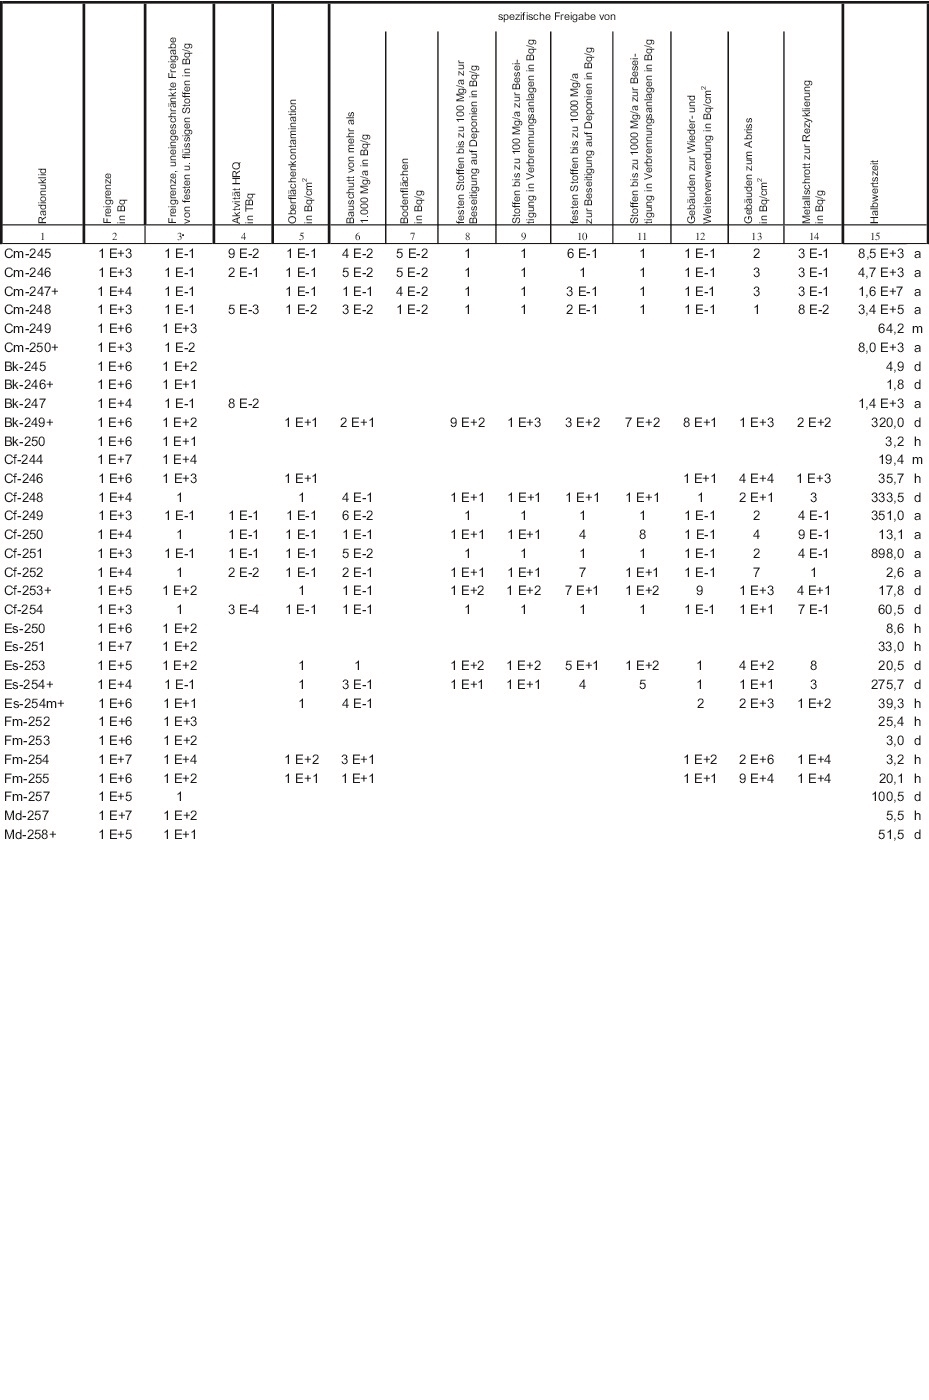 spezifische Freigabe von
Radionuklid
Freigrenze
in Bq
Freigrenze, uneingeschränkte Freigabe
von festen u. flüssigen Stoffen in Bq/g
Aktvität HRQ
in TBq
Oberflächenkontamination
in Bq/cm²
Bauschutt von mehr als
1.000 Mg/a in Bq/g
Bodenflächen
in Bq/g
festen Stoffen bis zu 100 Mg/a zur
Beseitigung auf Deponien in Bq/g
Stoffen bis zu 100 Mg/a zur Besei-
tigung in Verbrennungsanlagen in Bq/g
festen Stoffen bis zu 1000 Mg/a
zur Beseitigung auf Deponien in Bq/g
Stoffen bis zu 1000 Mg/a zur Besei-
tigung in Verbrennungsanlagen in Bq/g
Gebäuden zur Wieder- und
Weiterverwendung in Bq/cm²
Gebäuden zum Abriss
in Bq/cm²
Metallschrott zur Rezyklierung
in Bq/g
Halbwertszeit
1 2 3* 4 5 6 7 8 9 10 11 12 13 14 15
Cm-245 1 E+3 1 E-1 9 E-2 1 E-1 4 E-2 5 E-2 1 1 6 E-1 1 1 E-1 2 3 E-1 8,5 E+3 a
Cm-246 1 E+3 1 E-1 2 E-1 1 E-1 5 E-2 5 E-2 1 1 1 1 1 E-1 3 3 E-1 4,7 E+3 a
Cm-247+ 1 E+4 1 E-1 1 E-1 1 E-1 4 E-2 1 1 3 E-1 1 1 E-1 3 3 E-1 1,6 E+7 a
Cm-248 1 E+3 1 E-1 5 E-3 1 E-2 3 E-2 1 E-2 1 1 2 E-1 1 1 E-1 1 8 E-2 3,4 E+5 a
Cm-249 1 E+6 1 E+3 64,2 m
Cm-250+ 1 E+3 1 E-2 8,0 E+3 a
Bk-245 1 E+6 1 E+2 4,9 d
Bk-246+ 1 E+6 1 E+1 1,8 d
Bk-247 1 E+4 1 E-1 8 E-2 1,4 E+3 a
Bk-249+ 1 E+6 1 E+2 1 E+1 2 E+1 9 E+2 1 E+3 3 E+2 7 E+2 8 E+1 1 E+3 2 E+2 320,0 d
Bk-250 1 E+6 1 E+1 3,2 h
Cf-244 1 E+7 1 E+4 19,4 m
Cf-246 1 E+6 1 E+3 1 E+1 1 E+1 4 E+4 1 E+3 35,7 h
Cf-248 1 E+4 1 1 4 E-1 1 E+1 1 E+1 1 E+1 1 E+1 1 2 E+1 3 333,5 d
Cf-249 1 E+3 1 E-1 1 E-1 1 E-1 6 E-2 1 1 1 1 1 E-1 2 4 E-1 351,0 a
Cf-250 1 E+4 1 1 E-1 1 E-1 1 E-1 1 E+1 1 E+1 4 8 1 E-1 4 9 E-1 13,1 a
Cf-251 1 E+3 1 E-1 1 E-1 1 E-1 5 E-2 1 1 1 1 1 E-1 2 4 E-1 898,0 a
Cf-252 1 E+4 1 2 E-2 1 E-1 2 E-1 1 E+1 1 E+1 7 1 E+1 1 E-1 7 1 2,6 a
Cf-253+ 1 E+5 1 E+2 1 1 E-1 1 E+2 1 E+2 7 E+1 1 E+2 9 1 E+3 4 E+1 17,8 d
Cf-254 1 E+3 1 3 E-4 1 E-1 1 E-1 1 1 1 1 1 E-1 1 E+1 7 E-1 60,5 d
Es-250 1 E+6 1 E+2 8,6 h
Es-251 1 E+7 1 E+2 33,0 h
Es-253 1 E+5 1 E+2 1 1 1 E+2 1 E+2 5 E+1 1 E+2 1 4 E+2 8 20,5 d
Es-254+ 1 E+4 1 E-1 1 3 E-1 1 E+1 1 E+1 4 5 1 1 E+1 3 275,7 d
Es-254m+ 1 E+6 1 E+1 1 4 E-1 2 2 E+3 1 E+2 39,3 h
Fm-252 1 E+6 1 E+3 25,4 h
Fm-253 1 E+6 1 E+2 3,0 d
Fm-254 1 E+7 1 E+4 1 E+2 3 E+1 1 E+2 2 E+6 1 E+4 3,2 h
Fm-255 1 E+6 1 E+2 1 E+1 1 E+1 1 E+1 9 E+4 1 E+4 20,1 h
Fm-257 1 E+5 1 100,5 d
Md-257 1 E+7 1 E+2 5,5 h
Md-258+ 1 E+5 1 E+1 51,5 d